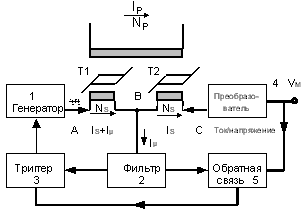 I_P
N_P
T1
T2
1
Генератор
N_S
B
N_S
Преобразо-
ватель
4
V_M
A
I_S+I_μ
I_S
C
Ток/напряжение
I_μ
Триггер
3
Фильтр
2
Обратная
связь 5